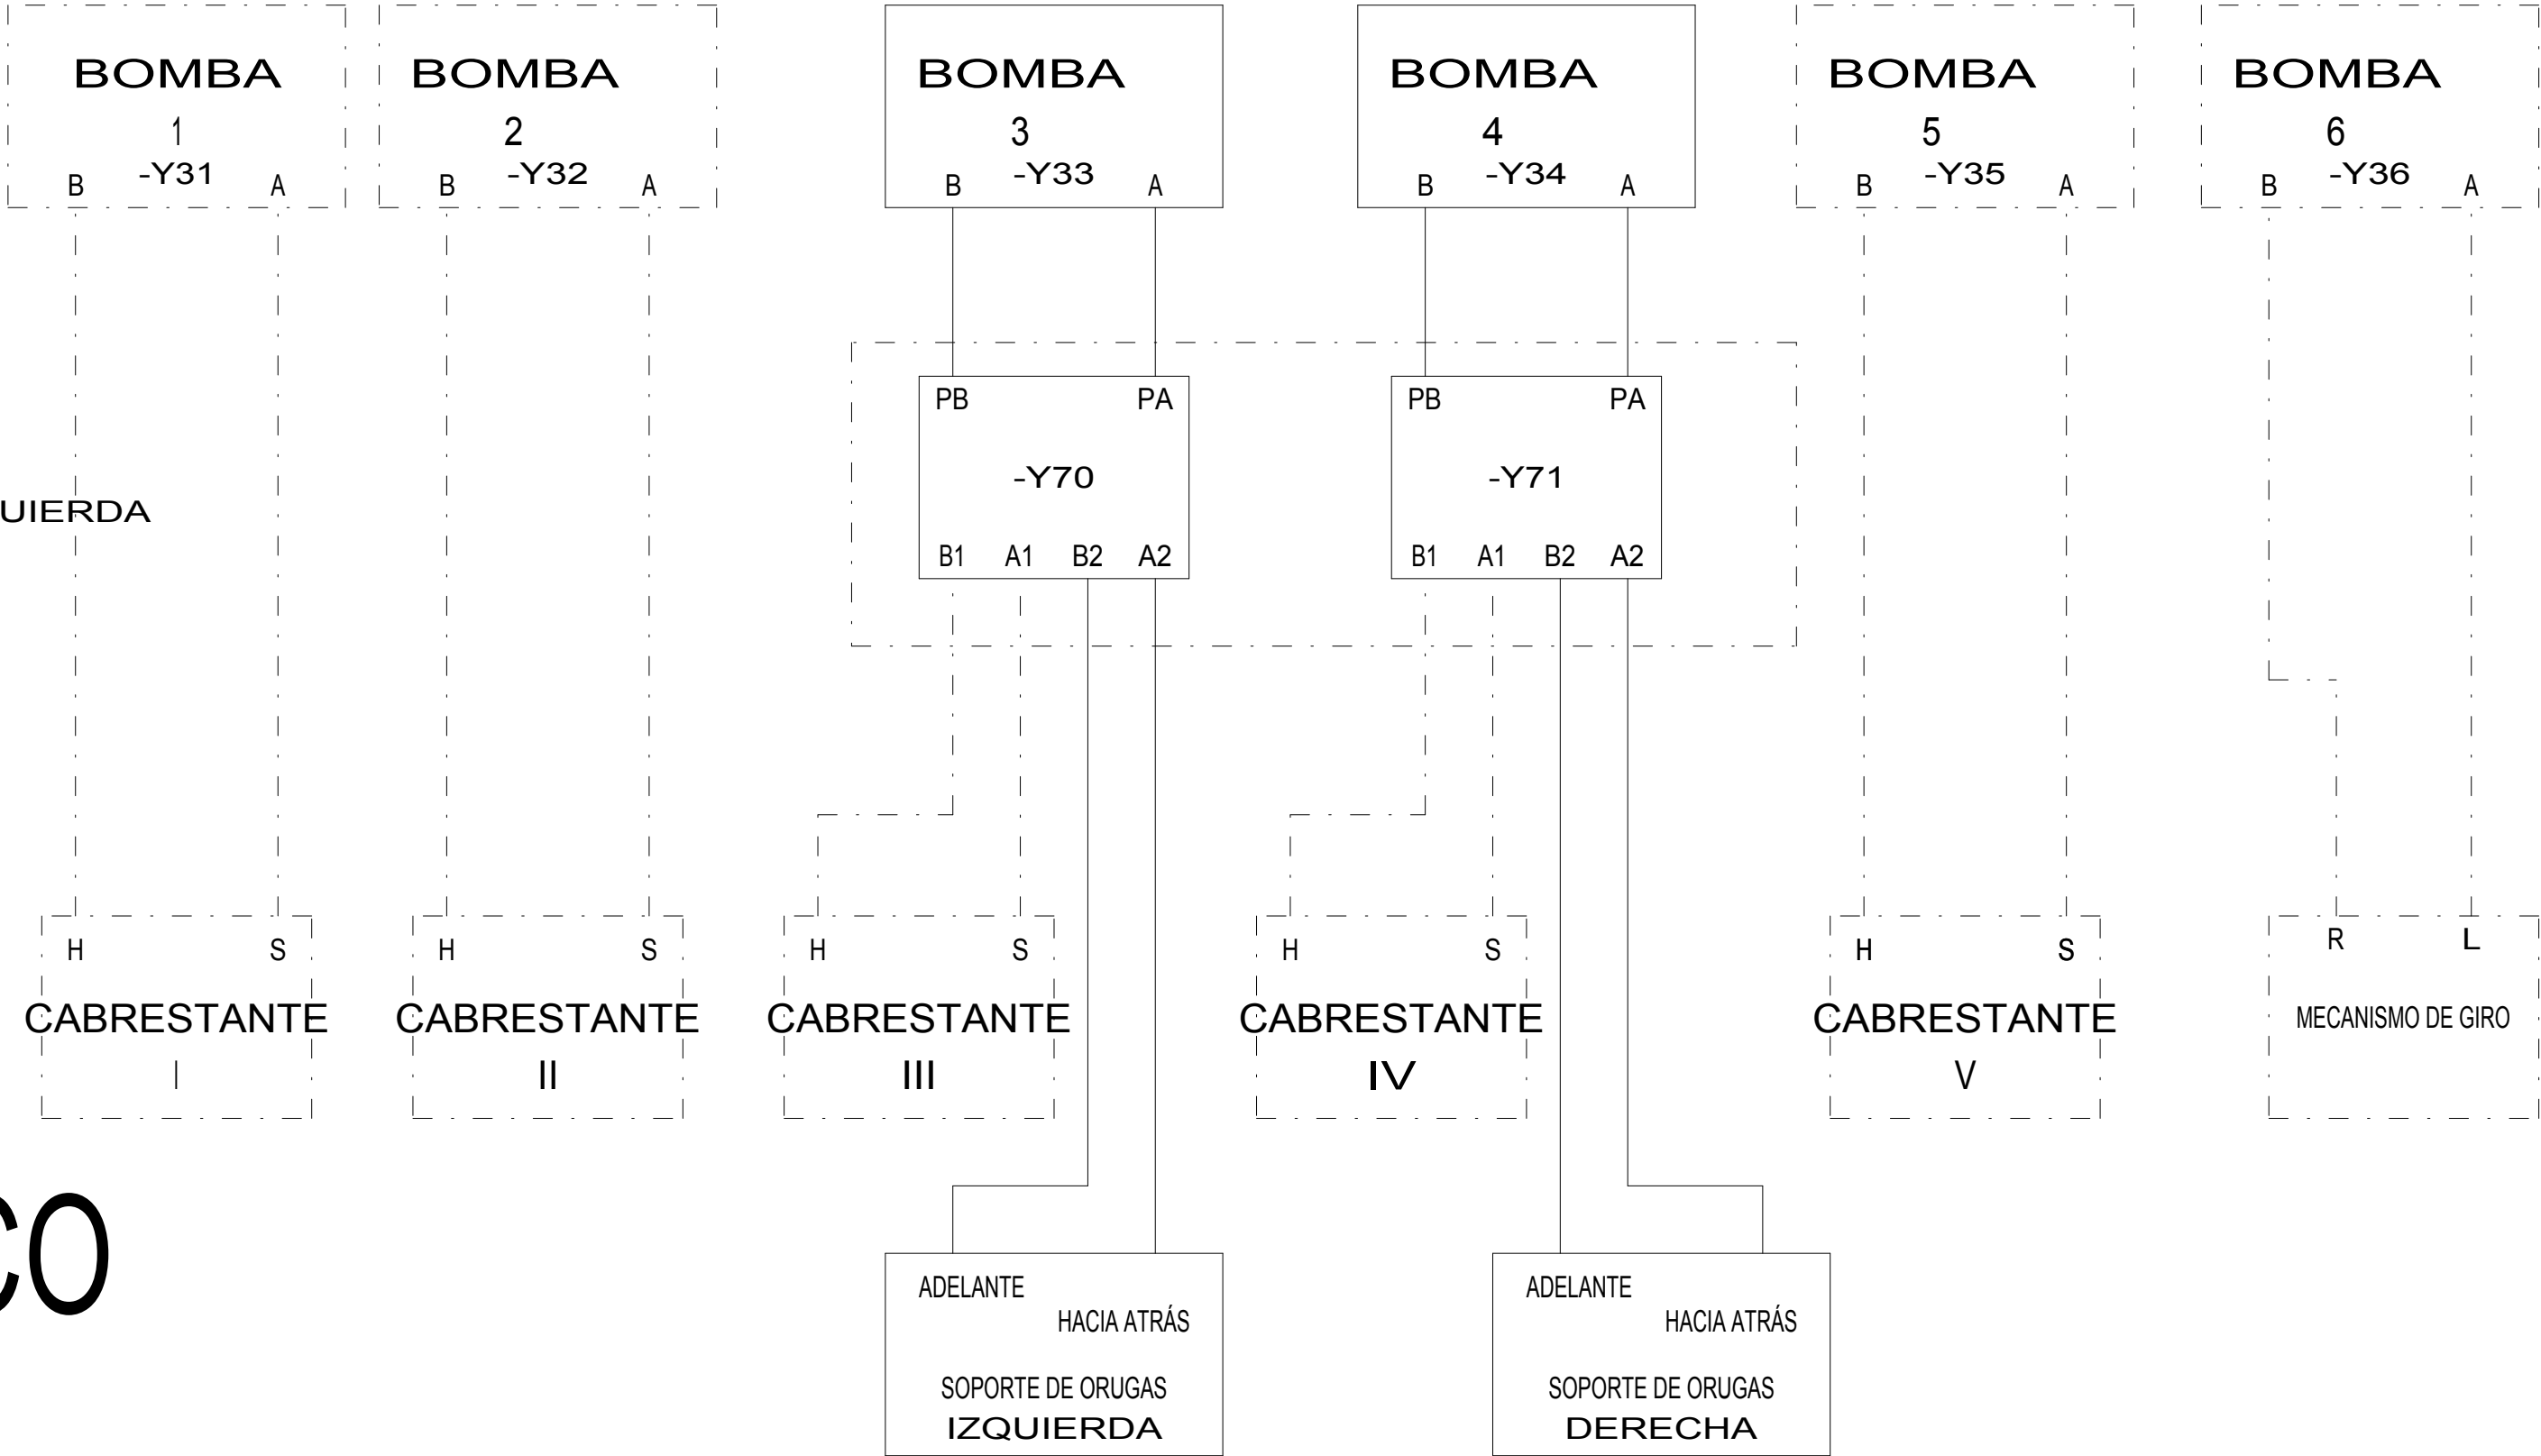 BOMBA
1
-Y31
B
A
BOMBA
2
-Y32
B
A
BOMBA
3
-Y33
B
A
BOMBA
4
-Y34
B
A
BOMBA
5
-Y35
B
A
BOMBA
6
-Y36
B
A
PB
PA
-Y70
B1 A1 B2 A2
PB
PA
-Y71
B1 A1 B2 A2
UIERDA
H S
CABRESTANTE
I
H S
CABRESTANTE
II
H S
CABRESTANTE
III
H S
CABRESTANTE
IV
H S
CABRESTANTE
V
R L
MECANISMO DE GIRO
CO
ADELANTE
HACIA ATRÁS
SOPORTE DE ORUGAS
IZQUIERDA
ADELANTE
HACIA ATRÁS
SOPORTE DE ORUGAS
DERECHA